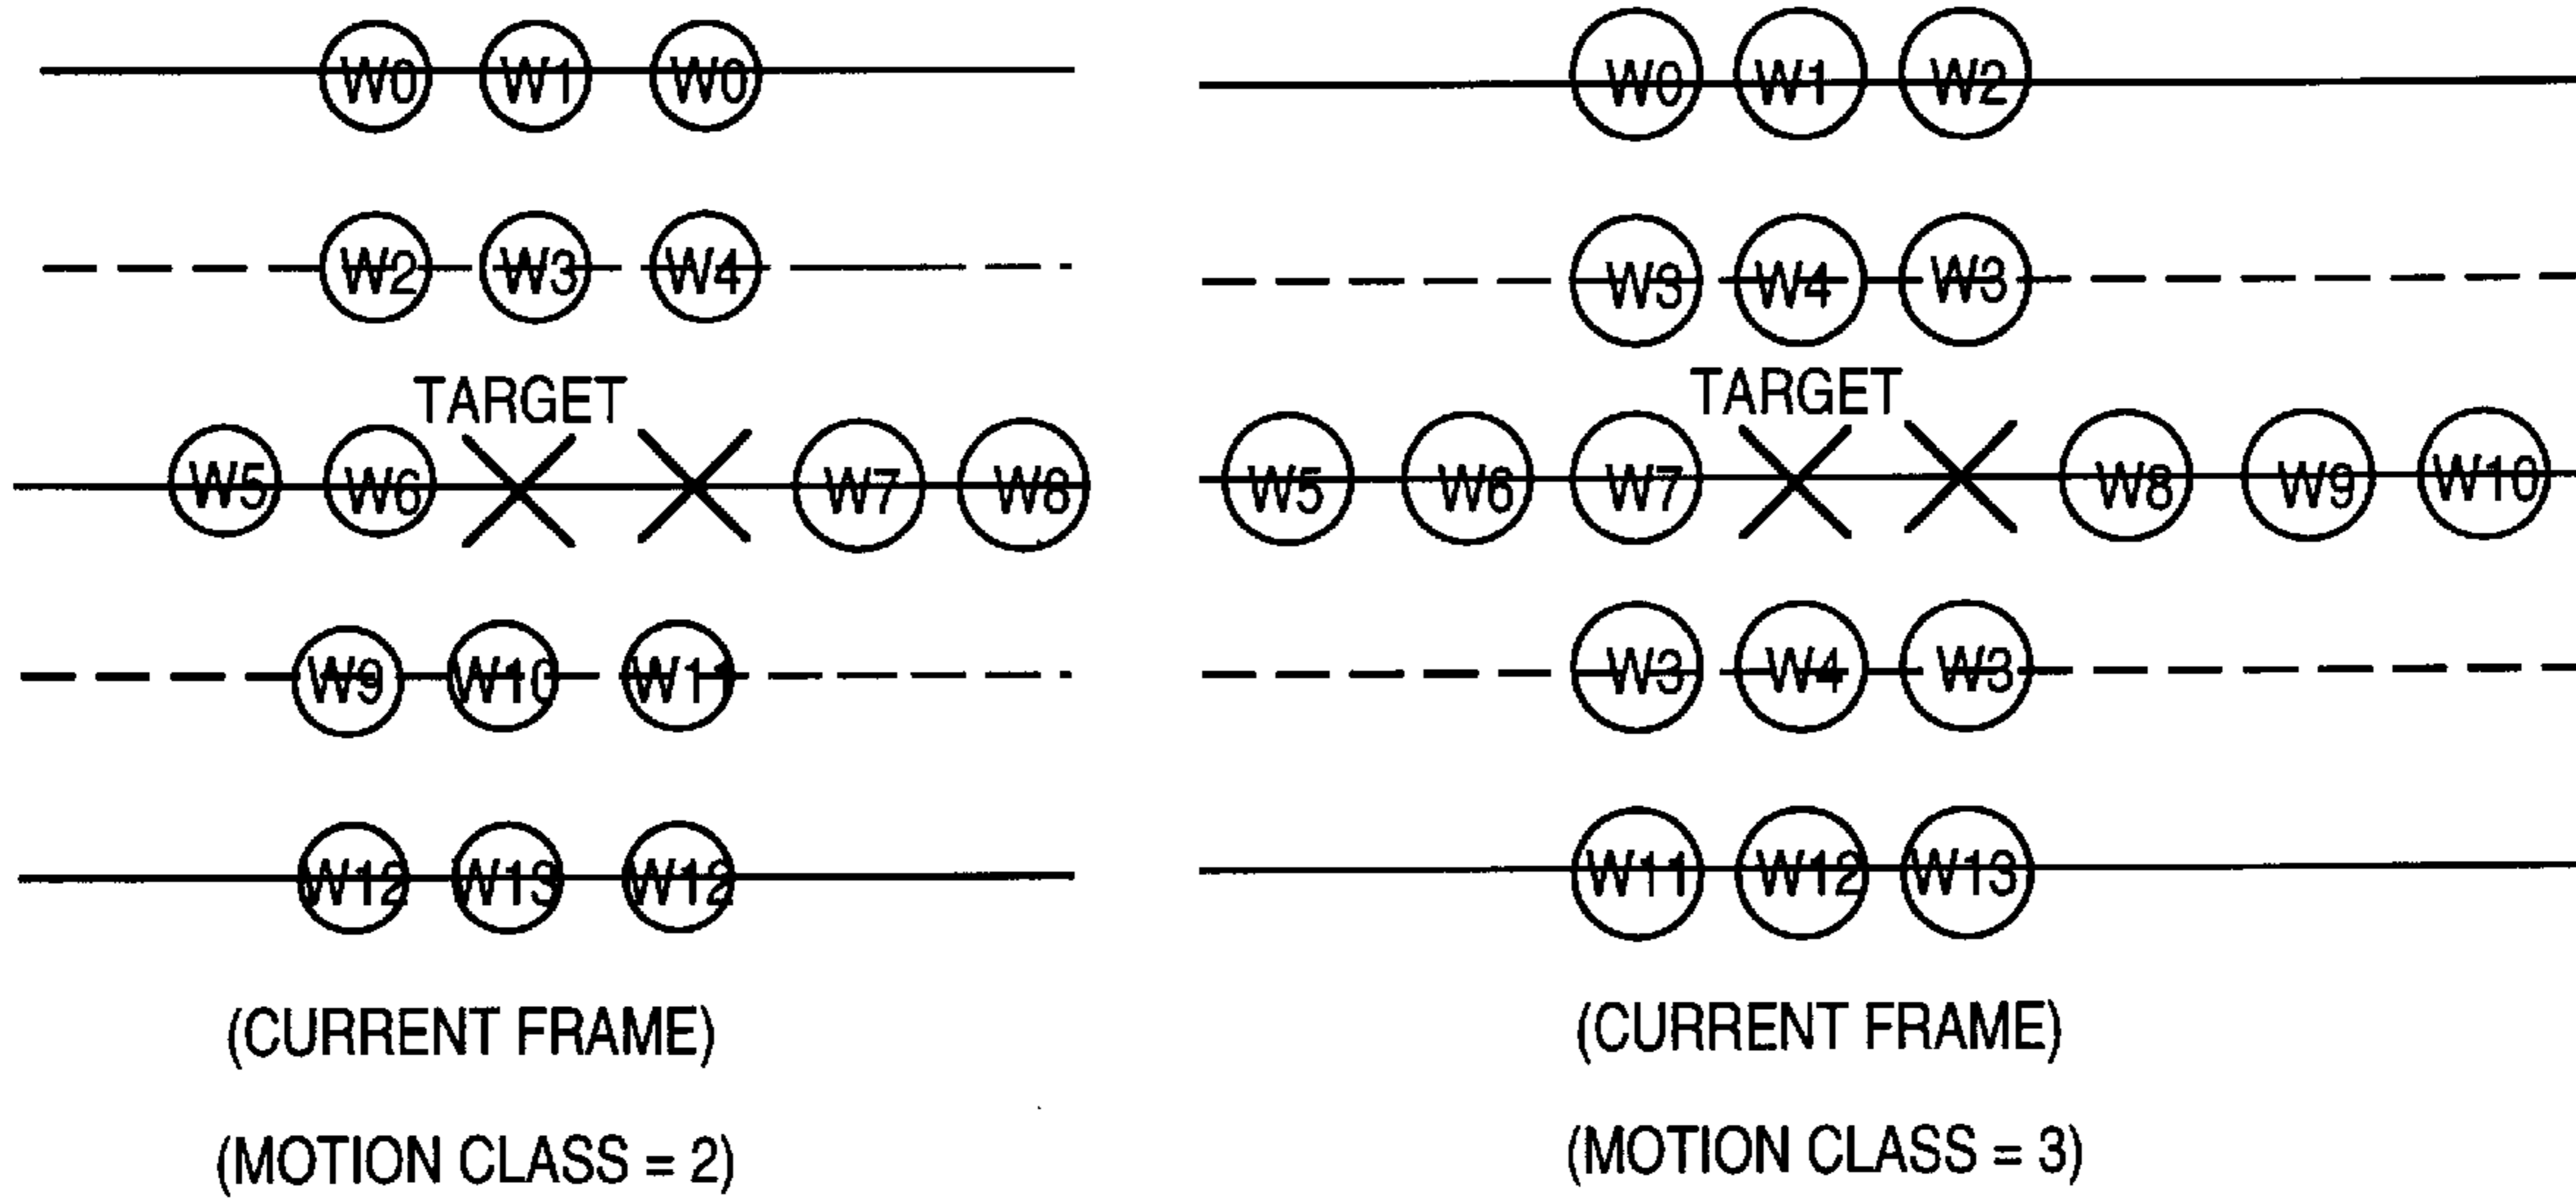 W0 W1 W0
W2 W3 W4
TARGET
W5 W6 W7 W8
W9 W10 W11
W12 W13 W12
(CURRENT FRAME)
(MOTION CLASS = 2)
W0 W1 W2
W3 W4 W3
TARGET
W5 W6 W7 W8 W9 W10
W3 W4 W3
W11 W12 W13
(CURRENT FRAME)
(MOTION CLASS = 3)